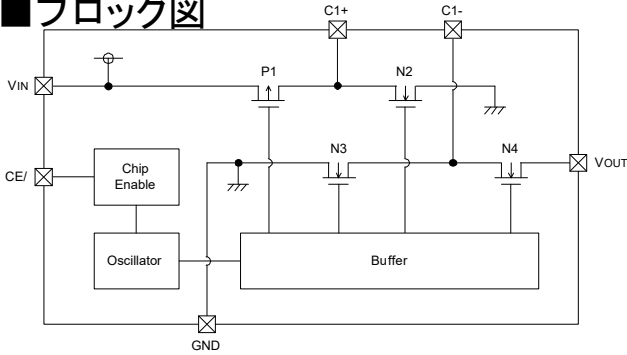 ■ブロック図
C1+
C1-
VIN
P1
N2
N3
N4
CE/
Chip
Enable
VOUT
Oscillator
Buffer
GND